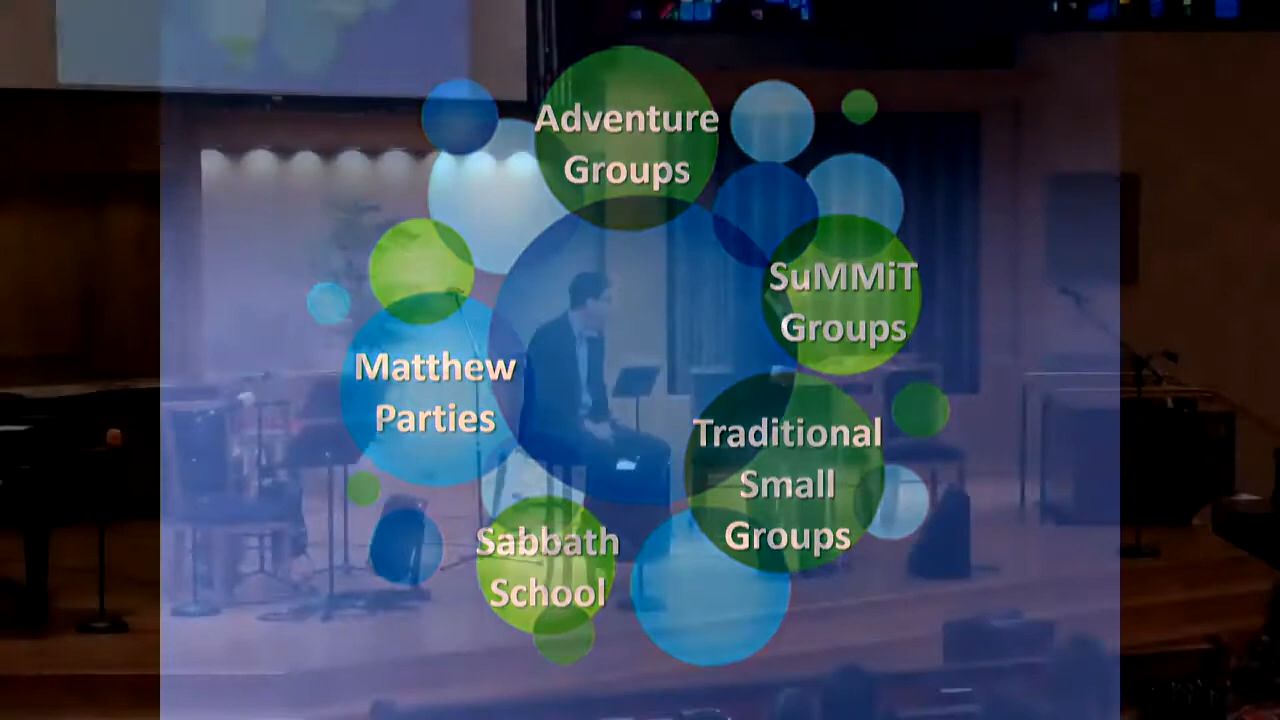 Adventure
Groups
SuMMiT
Groups
Matthew
Parties
Traditional
Small
Groups
Sabbath
School